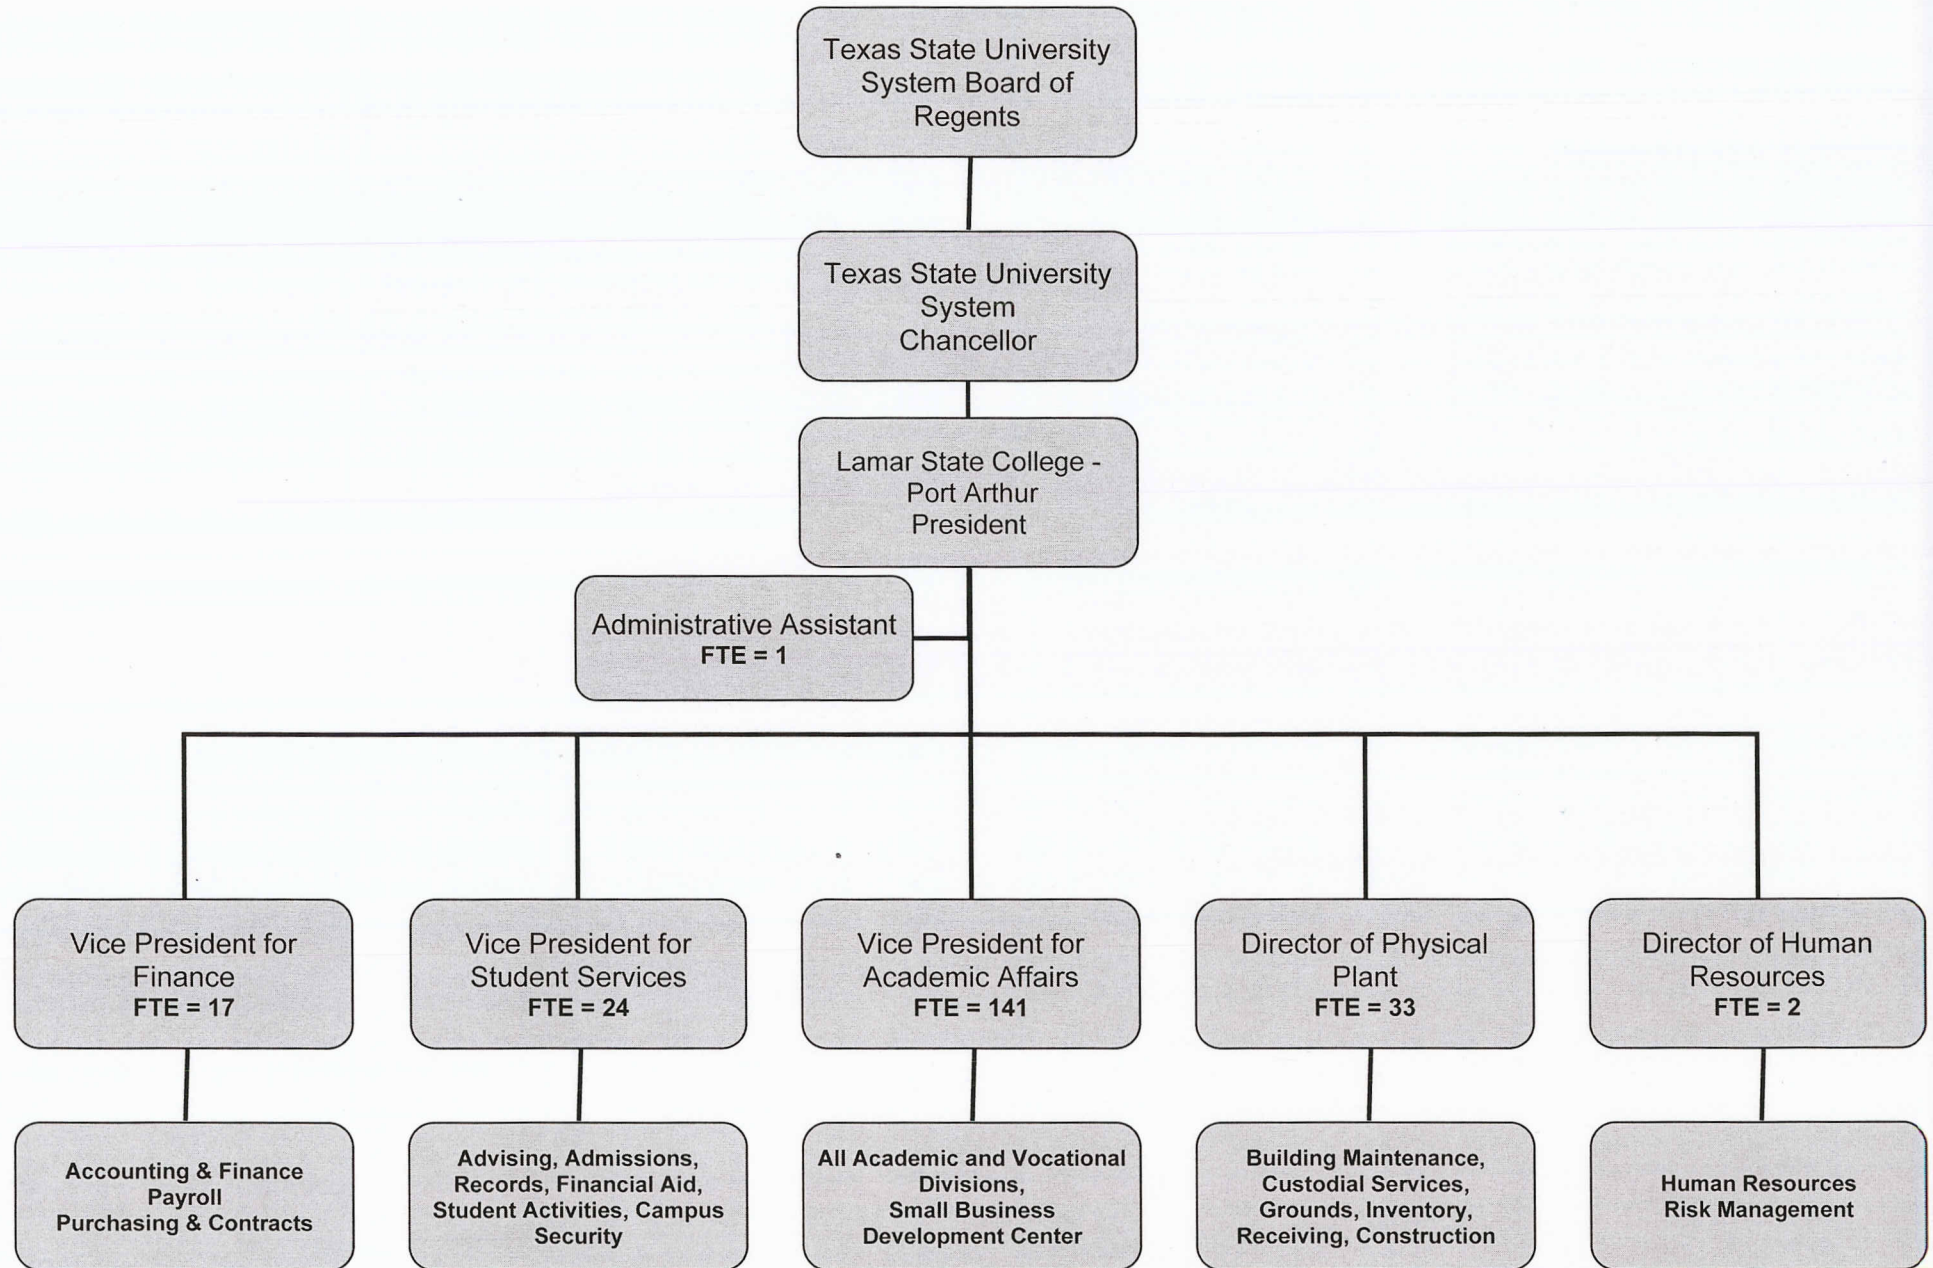 Texas State University
System Board of
Regents
Texas State University
System
Chancellor
Lamar State College -
Port Arthur
President
Administrative Assistant
FTE = 1
Vice President for
Finance
FTE = 17
Vice President for
Student Services
FTE = 24
Vice President for
Academic Affairs
FTE = 141
Director of Physical
Plant
FTE = 33
Director of Human
Resources
FTE = 2
Accounting & Finance
Payroll
Purchasing & Contracts
Advising, Admissions,
Records, Financial Aid,
Student Activities, Campus
Security
All Academic and Vocational
Divisions,
Small Business
Development Center
Building Maintenance,
Custodial Services,
Grounds, Inventory,
Receiving, Construction
Human Resources
Risk Management